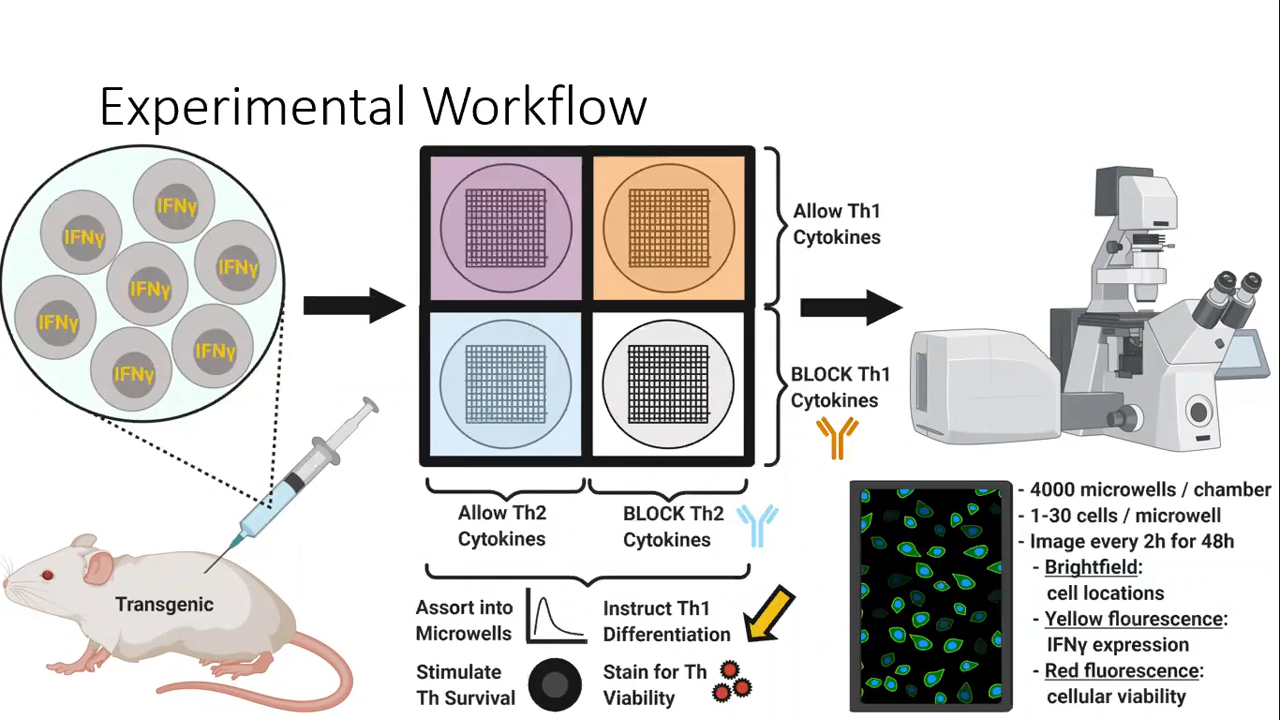 Experimental Workflow
IFNγ
IFNγ
IFNγ
IFNγ
IFNγ
IFNγ
IFNγ
Transgenic
Allow Th1
Cytokines
BLOCK Th1
Cytokines
Allow Th2
Cytokines
BLOCK Th2
Cytokines
Assort into
Microwells
Instruct Th1
Differentiation
Stimulate
Th Survival
Stain for Th
Viability
- 4000 microwells / chamber
- 1-30 cells / microwell
- Image every 2h for 48h
- Brightfield:
cell locations
- Yellow flourescence:
IFNγ expression
- Red fluorescence:
cellular viability